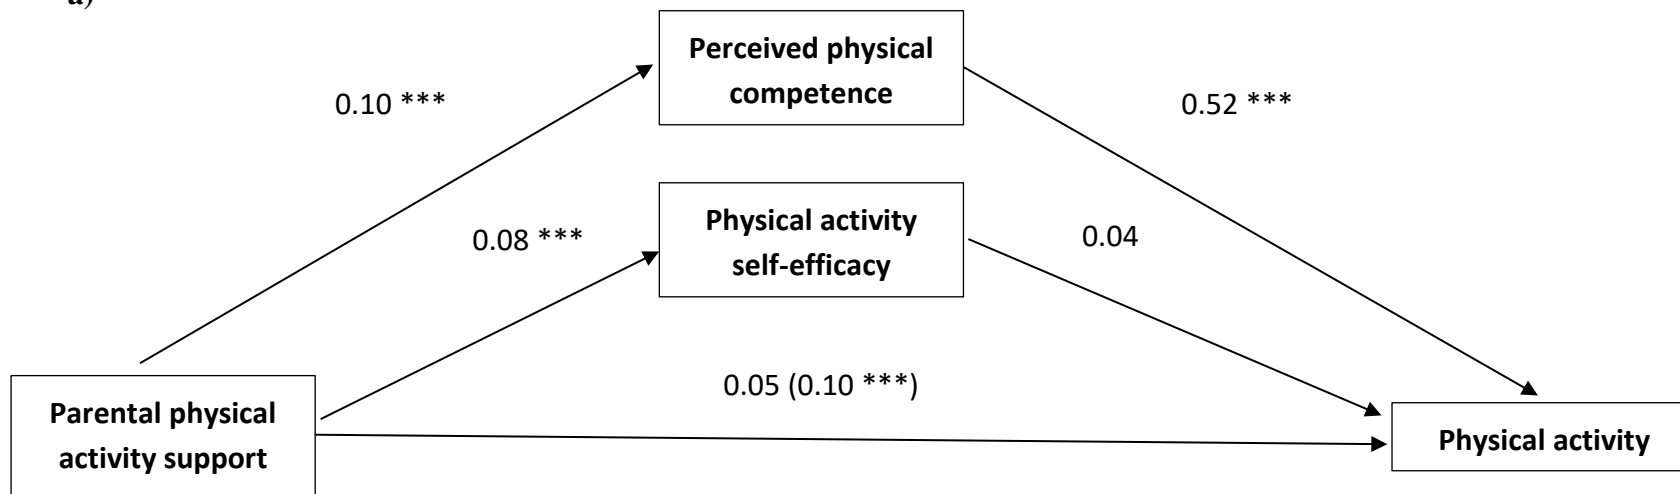 a)
Perceived physical
competence
0.10 ***
0.52 ***
Physical activity
self-efficacy
0.08 ***
0.04
0.05 (0.10 ***)
Parental physical
activity support
Physical activity